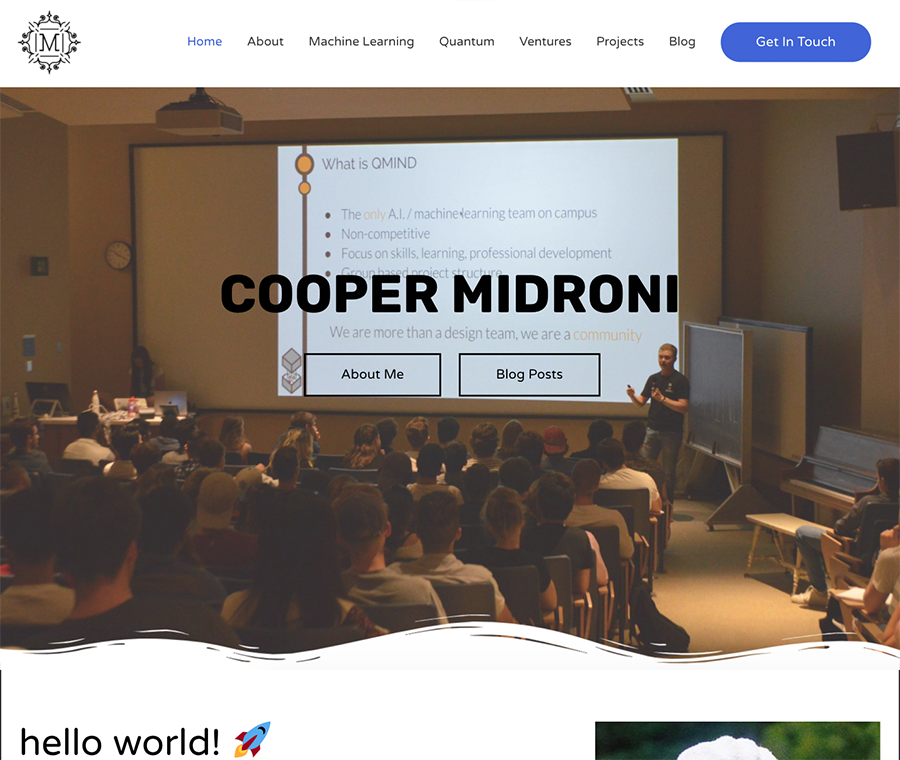 M
Home About Machine Learning Quantum Ventures Projects Blog Get In Touch
What is QMIND
● The only A.I. / machine learning team on campus
● Non-competitive
● Focus on skills, learning, professional development
● Group based project structure
COOPER MIDRONI
We are more than a design team, we are a community
About Me Blog Posts
hello world! 🚀